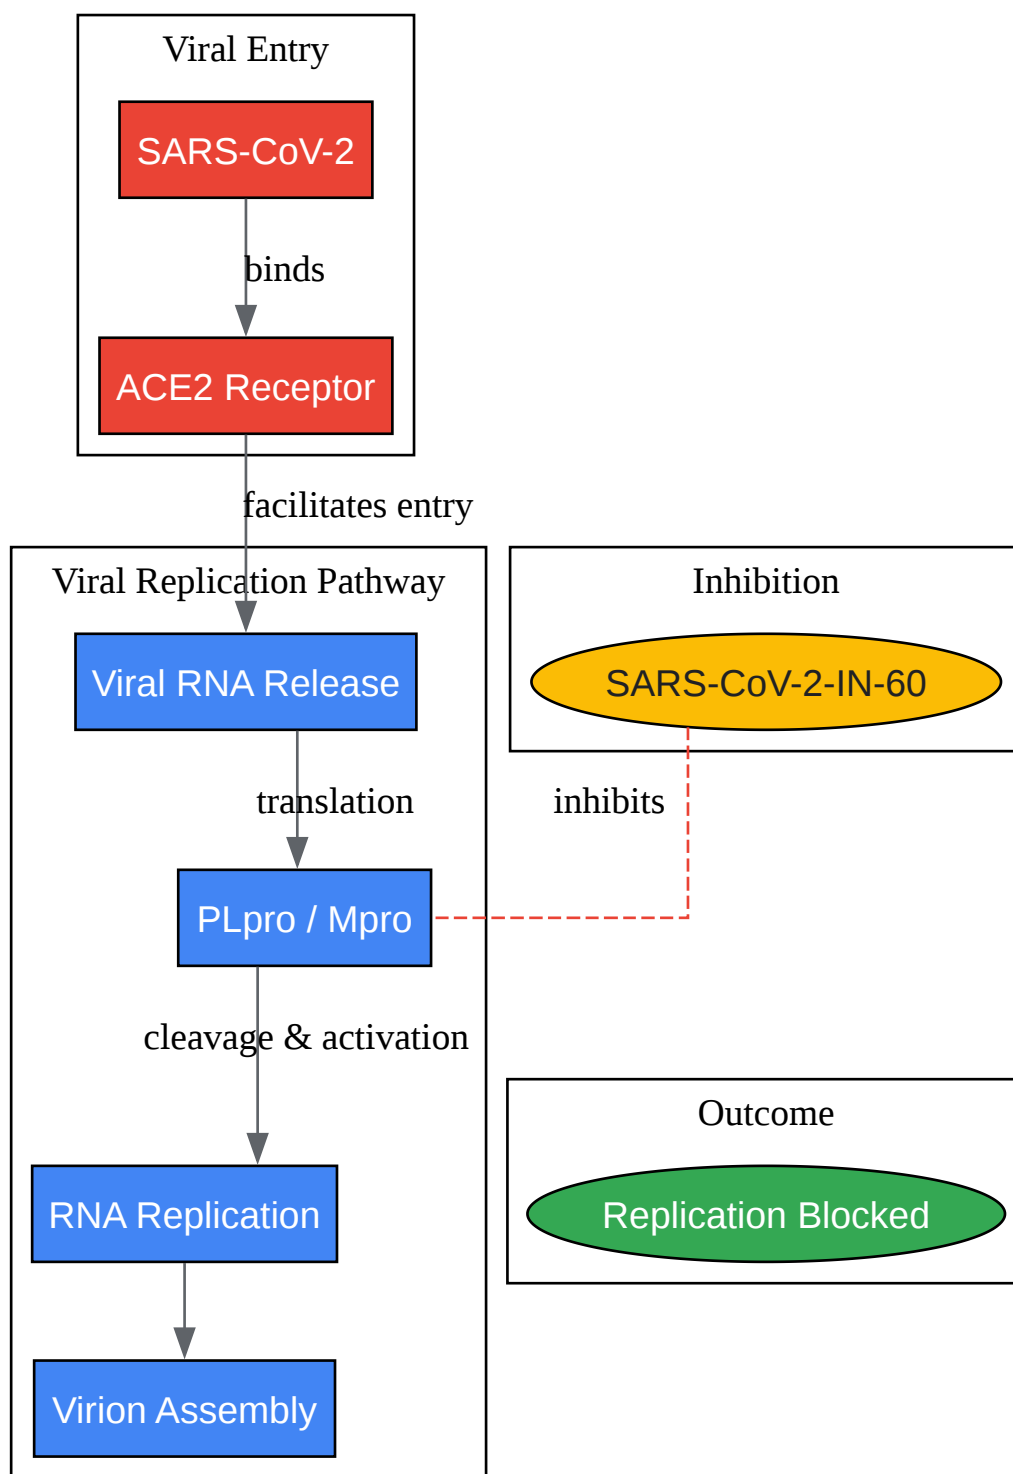 Viral Entry
SARS-CoV-2
binds
ACE2 Receptor
facilitates entry
Viral Replication Pathway
Viral RNA Release
translation
PLpro / Mpro
cleavage & activation
RNA Replication
Virion Assembly
Inhibition
SARS-CoV-2-IN-60
inhibits
Outcome
Replication Blocked